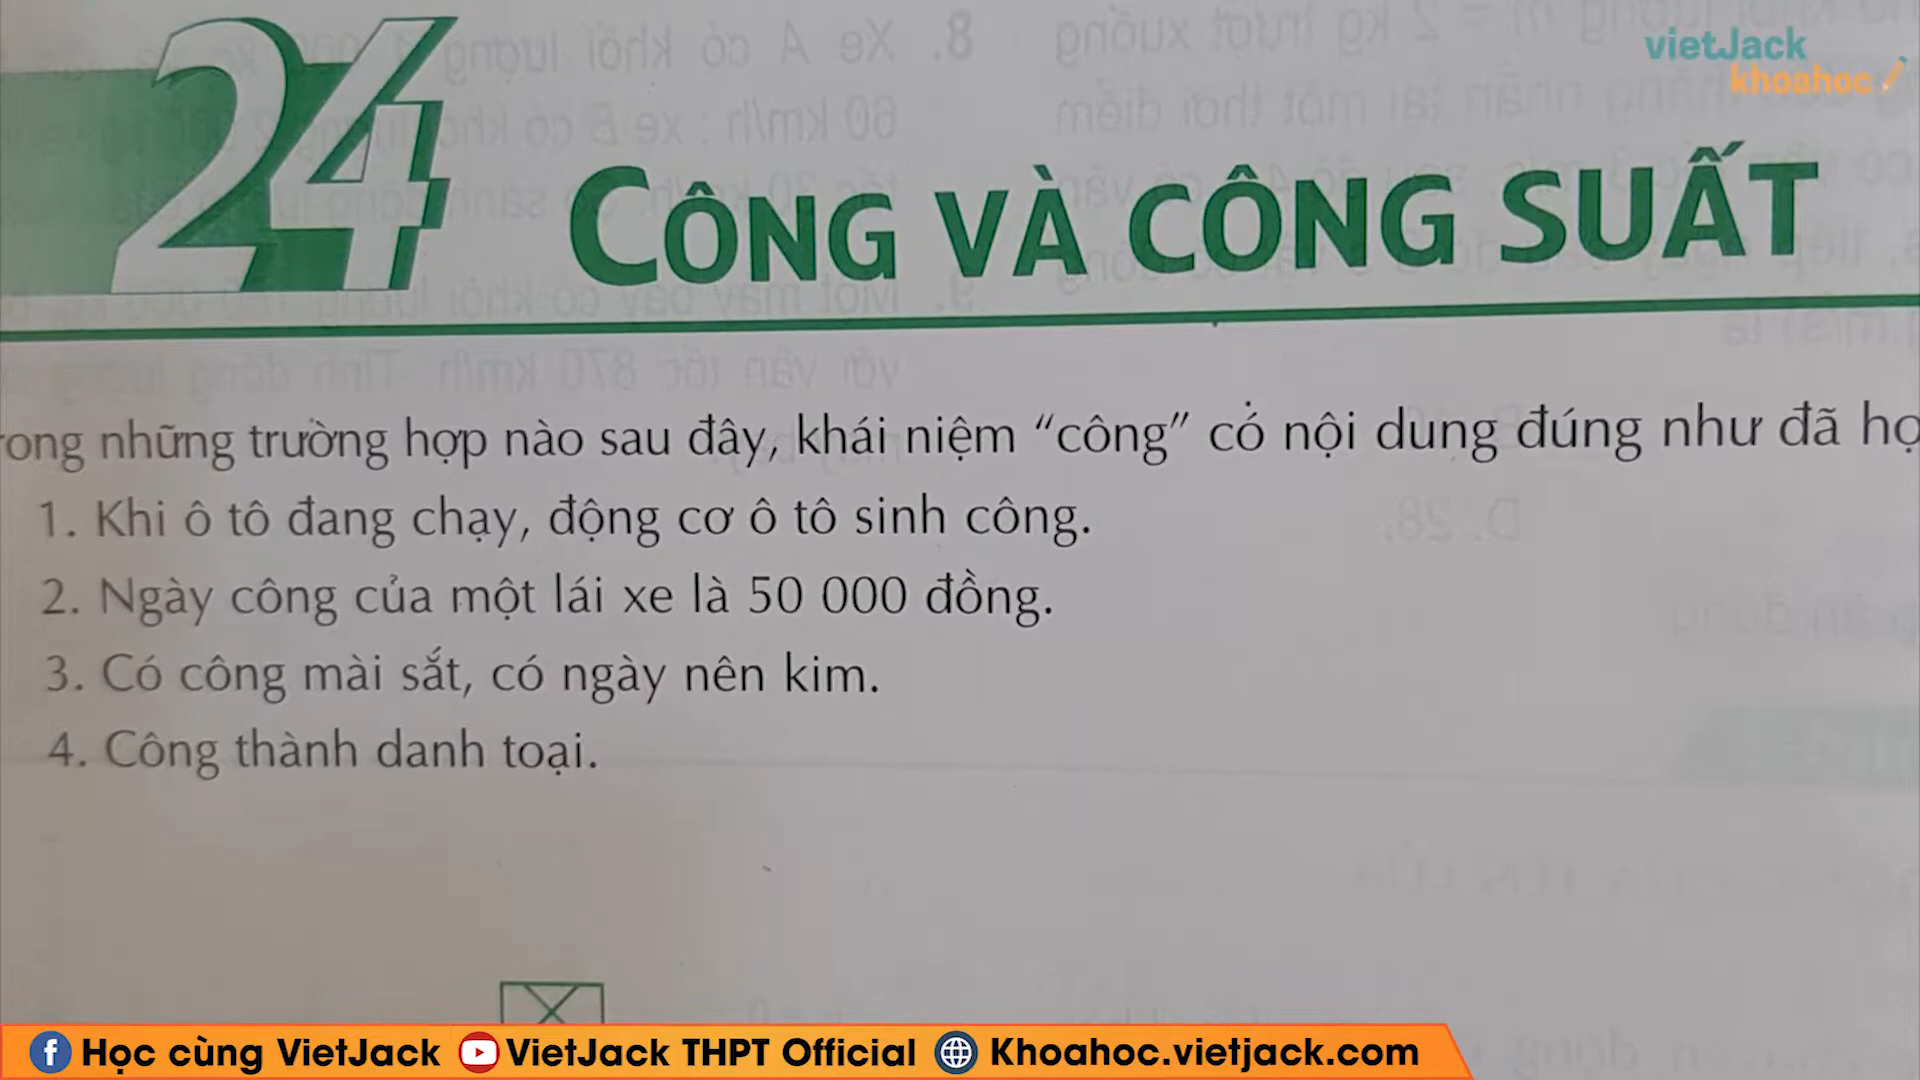 vietJack
khoahoc
24
CÔNG VÀ CÔNG SUẤT
những trường hợp nào sau đây, khái niệm “công” có nội dung đúng như đã
1. Khi ô tô đang chạy, động cơ ô tô sinh công.
2. Ngày công của một lái xe là 50 000 đồng.
3. Có công mài sắt, có ngày nên kim.
4. Công thành danh toại.
Học cùng VietJack VietJack THPT Official Khoahoc.vietjack.com